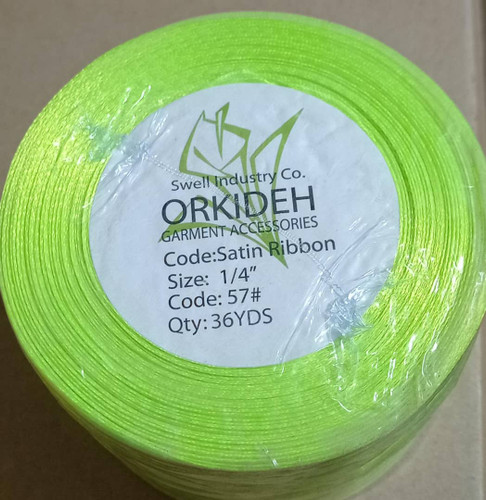 Swell Industry Co.
ORKIDEH
GARMENT ACCESSORIES
Code:Satin Ribbon
Size: 1/4"
Code: 57#
Qty: 36YDS